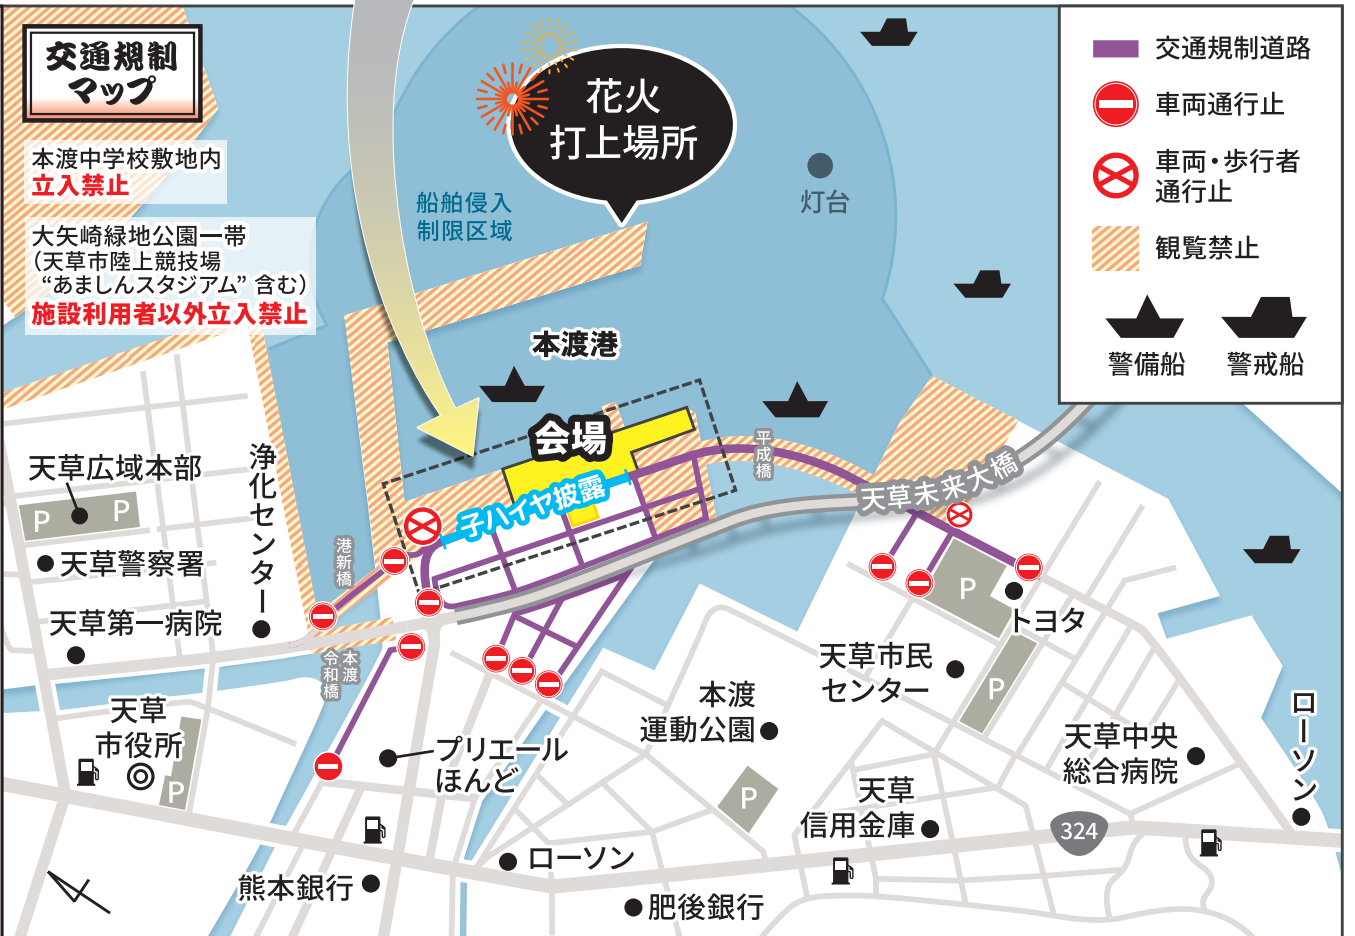 交通規制
マップ
本渡中学校敷地内
立入禁止
大矢崎緑地公園一帯
（天草市陸上競技場
“あましんスタジアム” 含む）
施設利用者以外立入禁止
花火
打上場所
船舶侵入
制限区域
灯台
交通規制道路
車両通行止
車両・歩行者
通行止
観覧禁止
警備船
警戒船
本渡港
会場
子ハイヤ披露
平成橋
天草未来大橋
港新橋
本渡
令和橋
浄化センター
天草広域本部
P
P
天草警察署
天草第一病院
天草
市役所
P
プリエール
ほんど
熊本銀行
ローソン
肥後銀行
本渡
運動公園
P
天草市民
センター
P
P
トヨタ
天草
信用金庫
天草中央
総合病院
324
ローソン